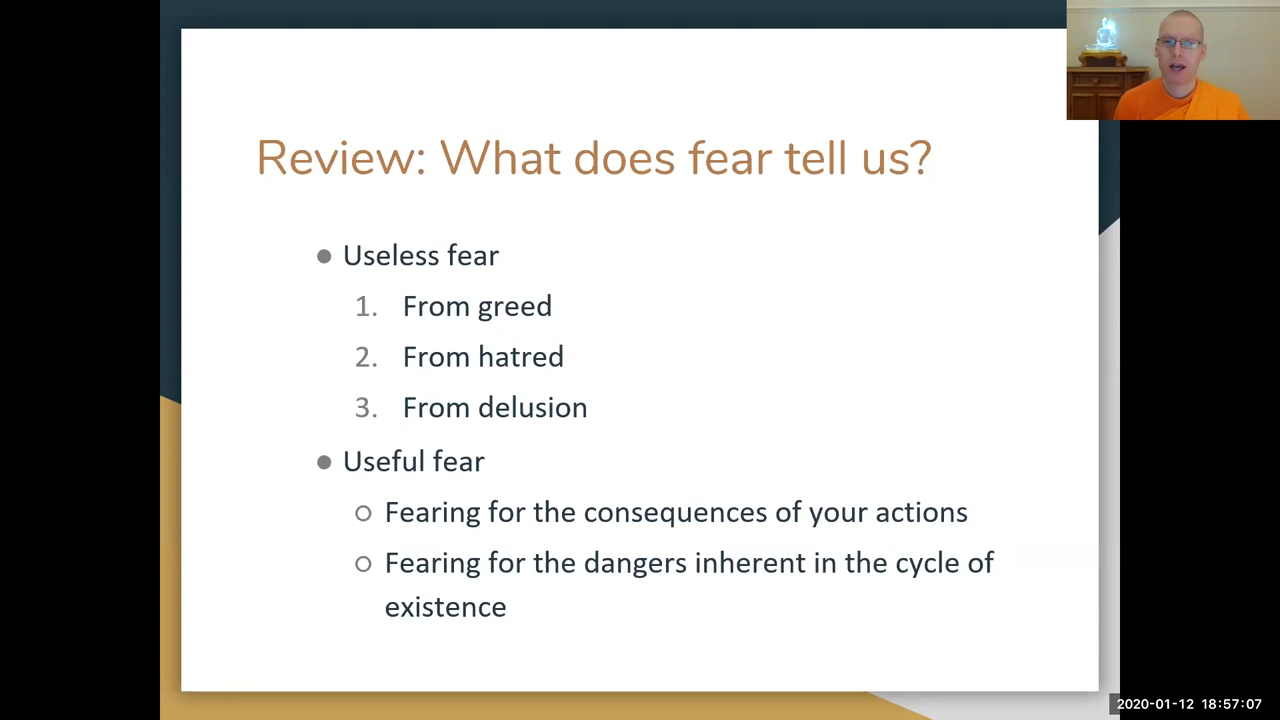 Review: What does fear tell us?
● Useless fear
1. From greed
2. From hatred
3. From delusion
● Useful fear
○ Fearing for the consequences of your actions
○ Fearing for the dangers inherent in the cycle of
existence
2020-01-12 18:57:07